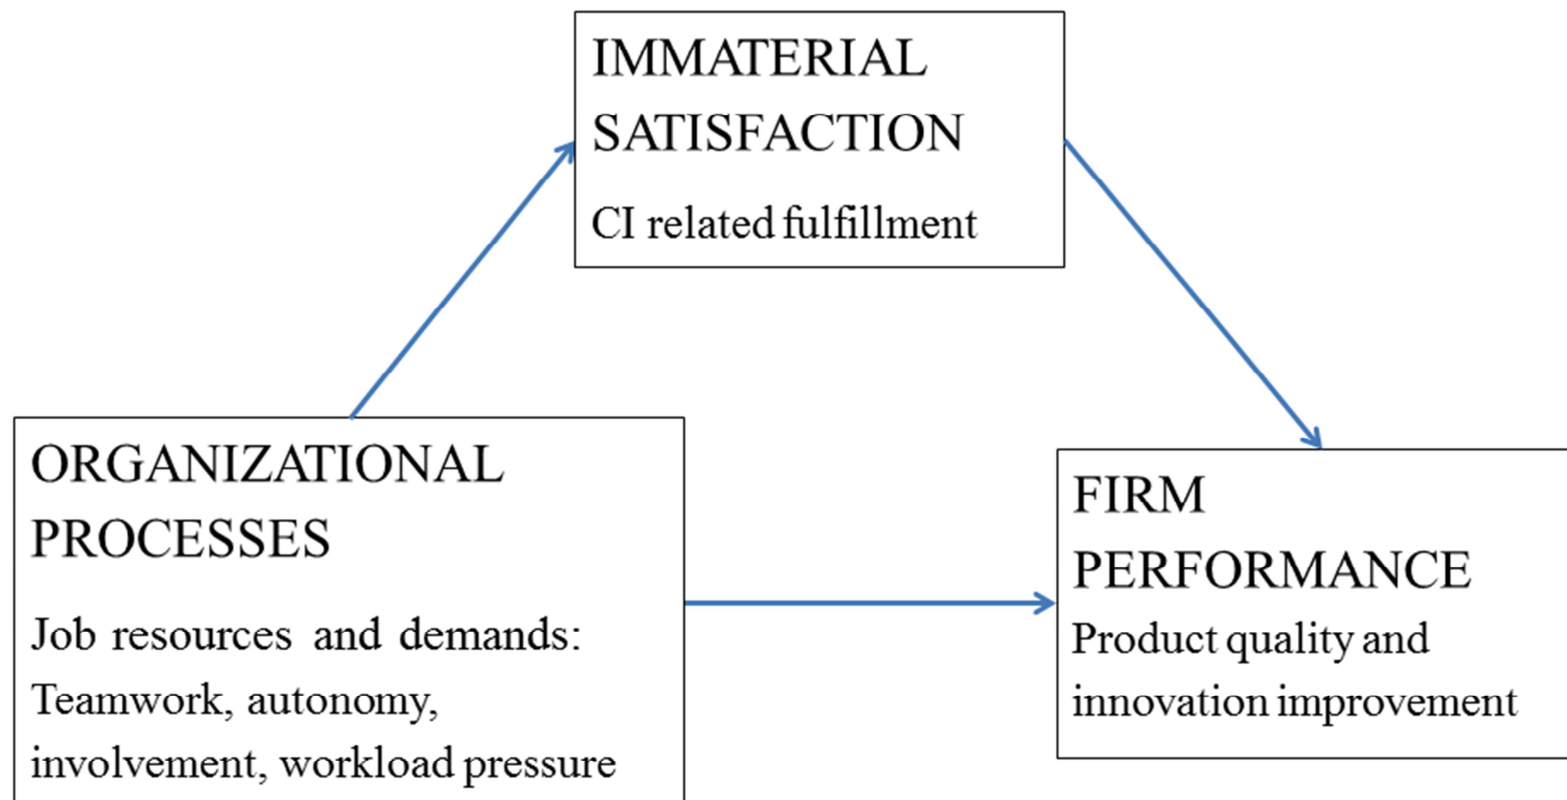 IMMATERIAL
SATISFACTION
CI related fulfillment
ORGANIZATIONAL
PROCESSES
Job resources and demands:
Teamwork, autonomy,
involvement, workload pressure
FIRM
PERFORMANCE
Product quality and
innovation improvement